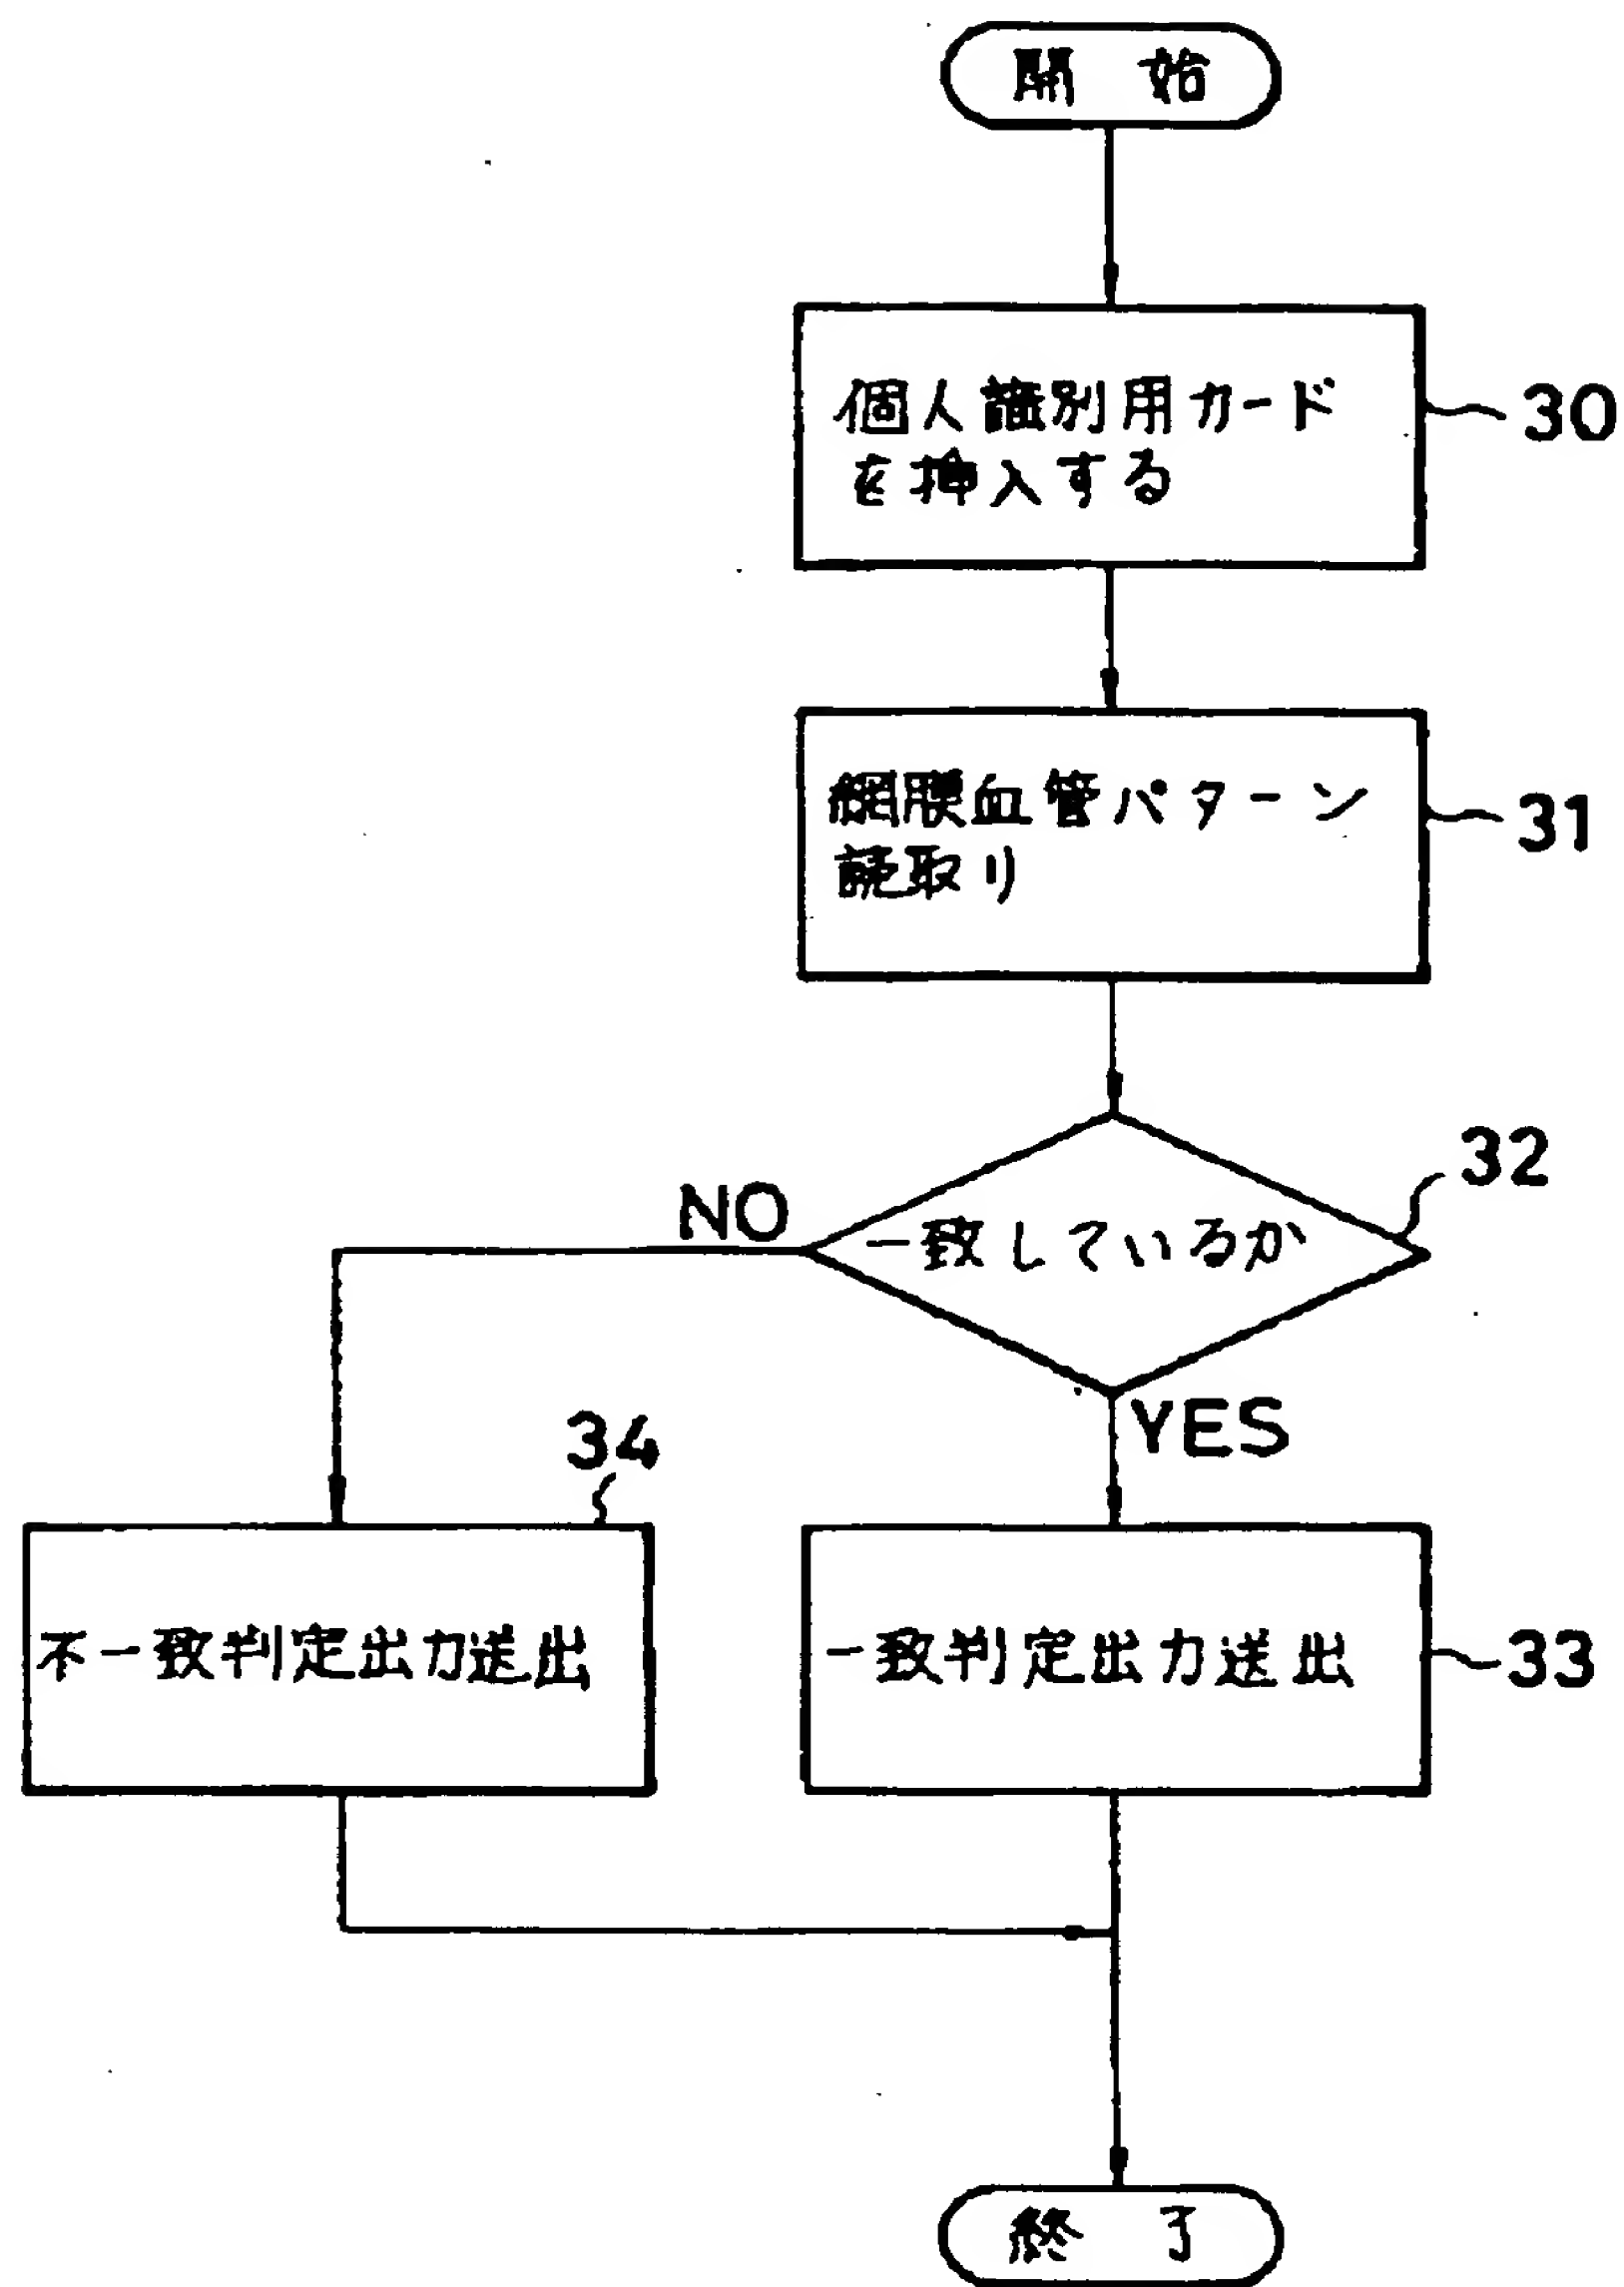 開 始
個人識別用カード
を挿入する
30
網膜血管パターン
読取り
31
32
NO
一致しているか
YES
34
不一致判定出力送出
一致判定出力送出
33
終 了